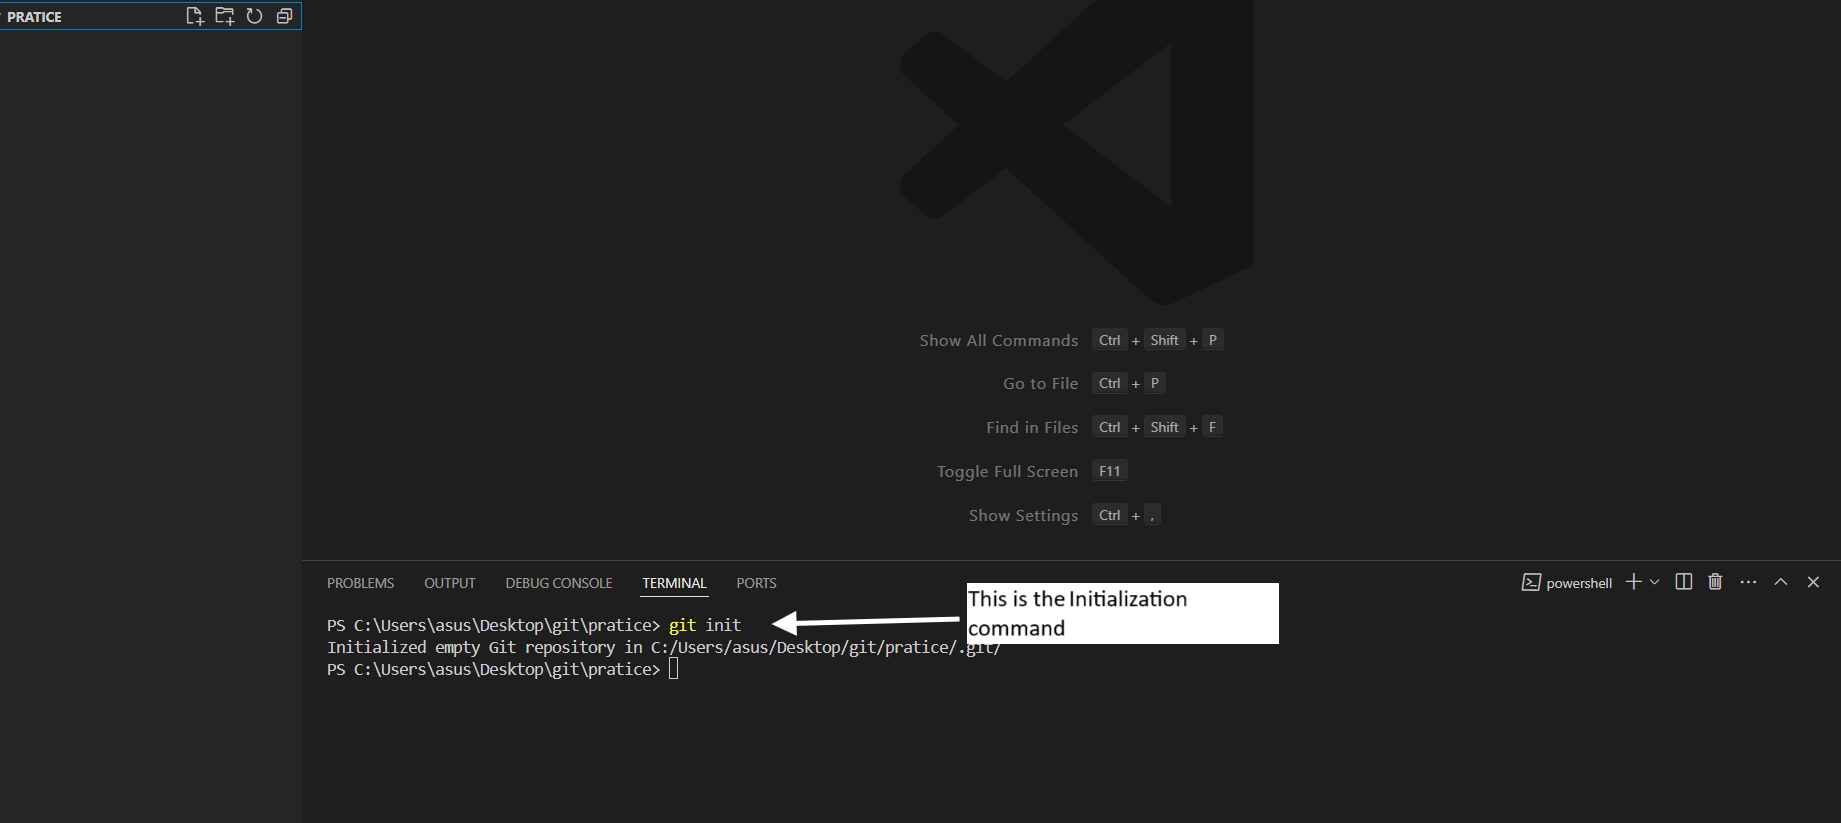 PRATICE
Show All Commands Ctrl + Shift + P
Go to File Ctrl + P
Find in Files Ctrl + Shift + F
Toggle Full Screen F11
Show Settings Ctrl + ,
PROBLEMS OUTPUT DEBUG CONSOLE TERMINAL PORTS powershell
PS C:\Users\asus\Desktop\git\pratice> git init
This is the Initialization
command
Initialized empty Git repository in C:/Users/asus/Desktop/git/pratice/.git/
PS C:\Users\asus\Desktop\git\pratice>